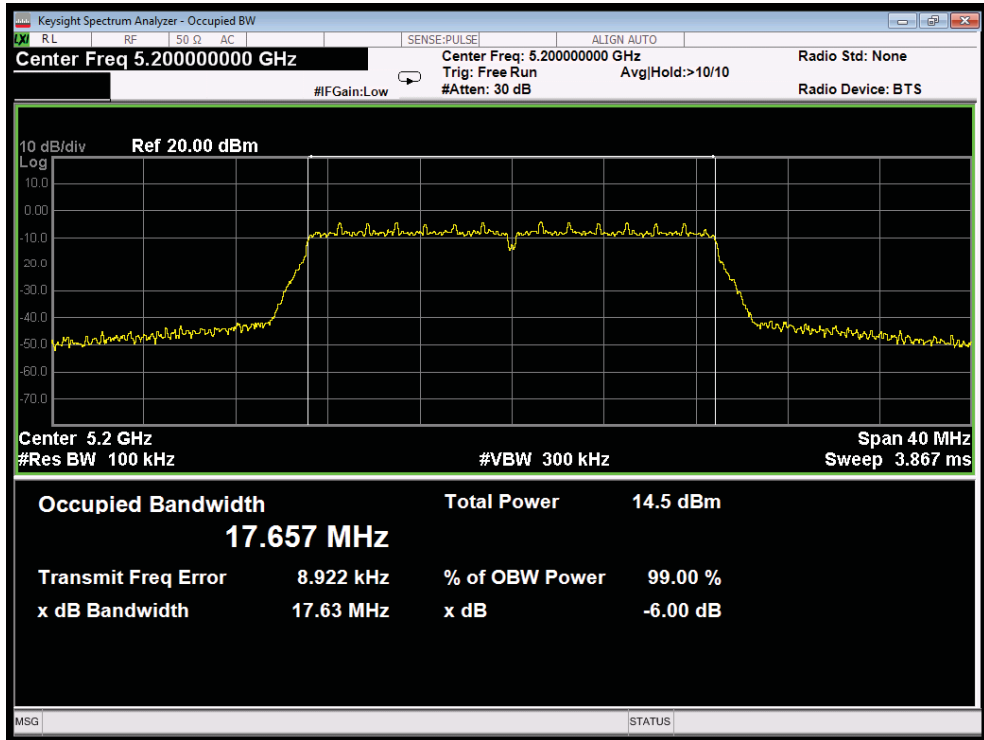 Keysight Spectrum Analyzer - Occupied BW
LXI RL RF 50 Ω AC SENSE:PULSE ALIGN AUTO
Center Freq 5.200000000 GHz Center Freq: 5.200000000 GHz Radio Std: None
Trig: Free Run Avg|Hold:>10/10
#IFGain:Low #Atten: 30 dB Radio Device: BTS
10 dB/div Ref 20.00 dBm
Log
10.0
0.00
-10.0
-20.0
-30.0
-40.0
-50.0
-60.0
-70.0
Center 5.2 GHz Span 40 MHz
#Res BW 100 kHz #VBW 300 kHz Sweep 3.867 ms
Occupied Bandwidth Total Power 14.5 dBm
17.657 MHz
Transmit Freq Error 8.922 kHz % of OBW Power 99.00 %
x dB Bandwidth 17.63 MHz x dB -6.00 dB
MSG STATUS